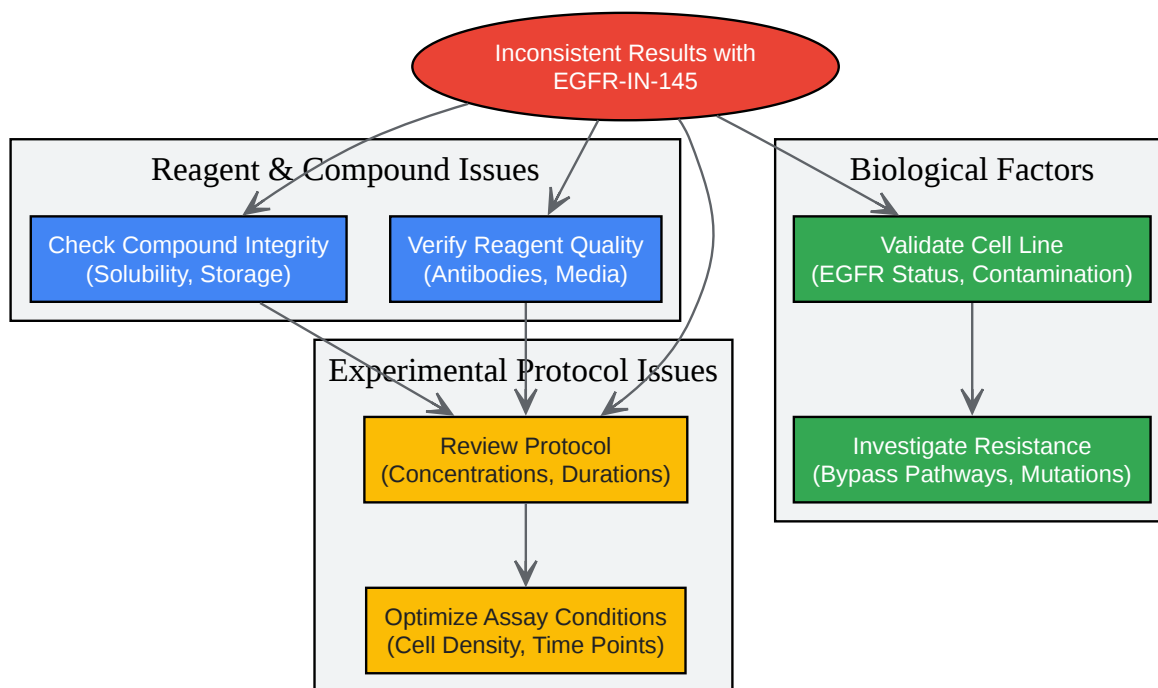 Inconsistent Results with
EGFR-IN-145
Reagent & Compound Issues
Check Compound Integrity
(Solubility, Storage)
Verify Reagent Quality
(Antibodies, Media)
Biological Factors
Validate Cell Line
(EGFR Status, Contamination)
Experimental Protocol Issues
Review Protocol
(Concentrations, Durations)
Investigate Resistance
(Bypass Pathways, Mutations)
Optimize Assay Conditions
(Cell Density, Time Points)